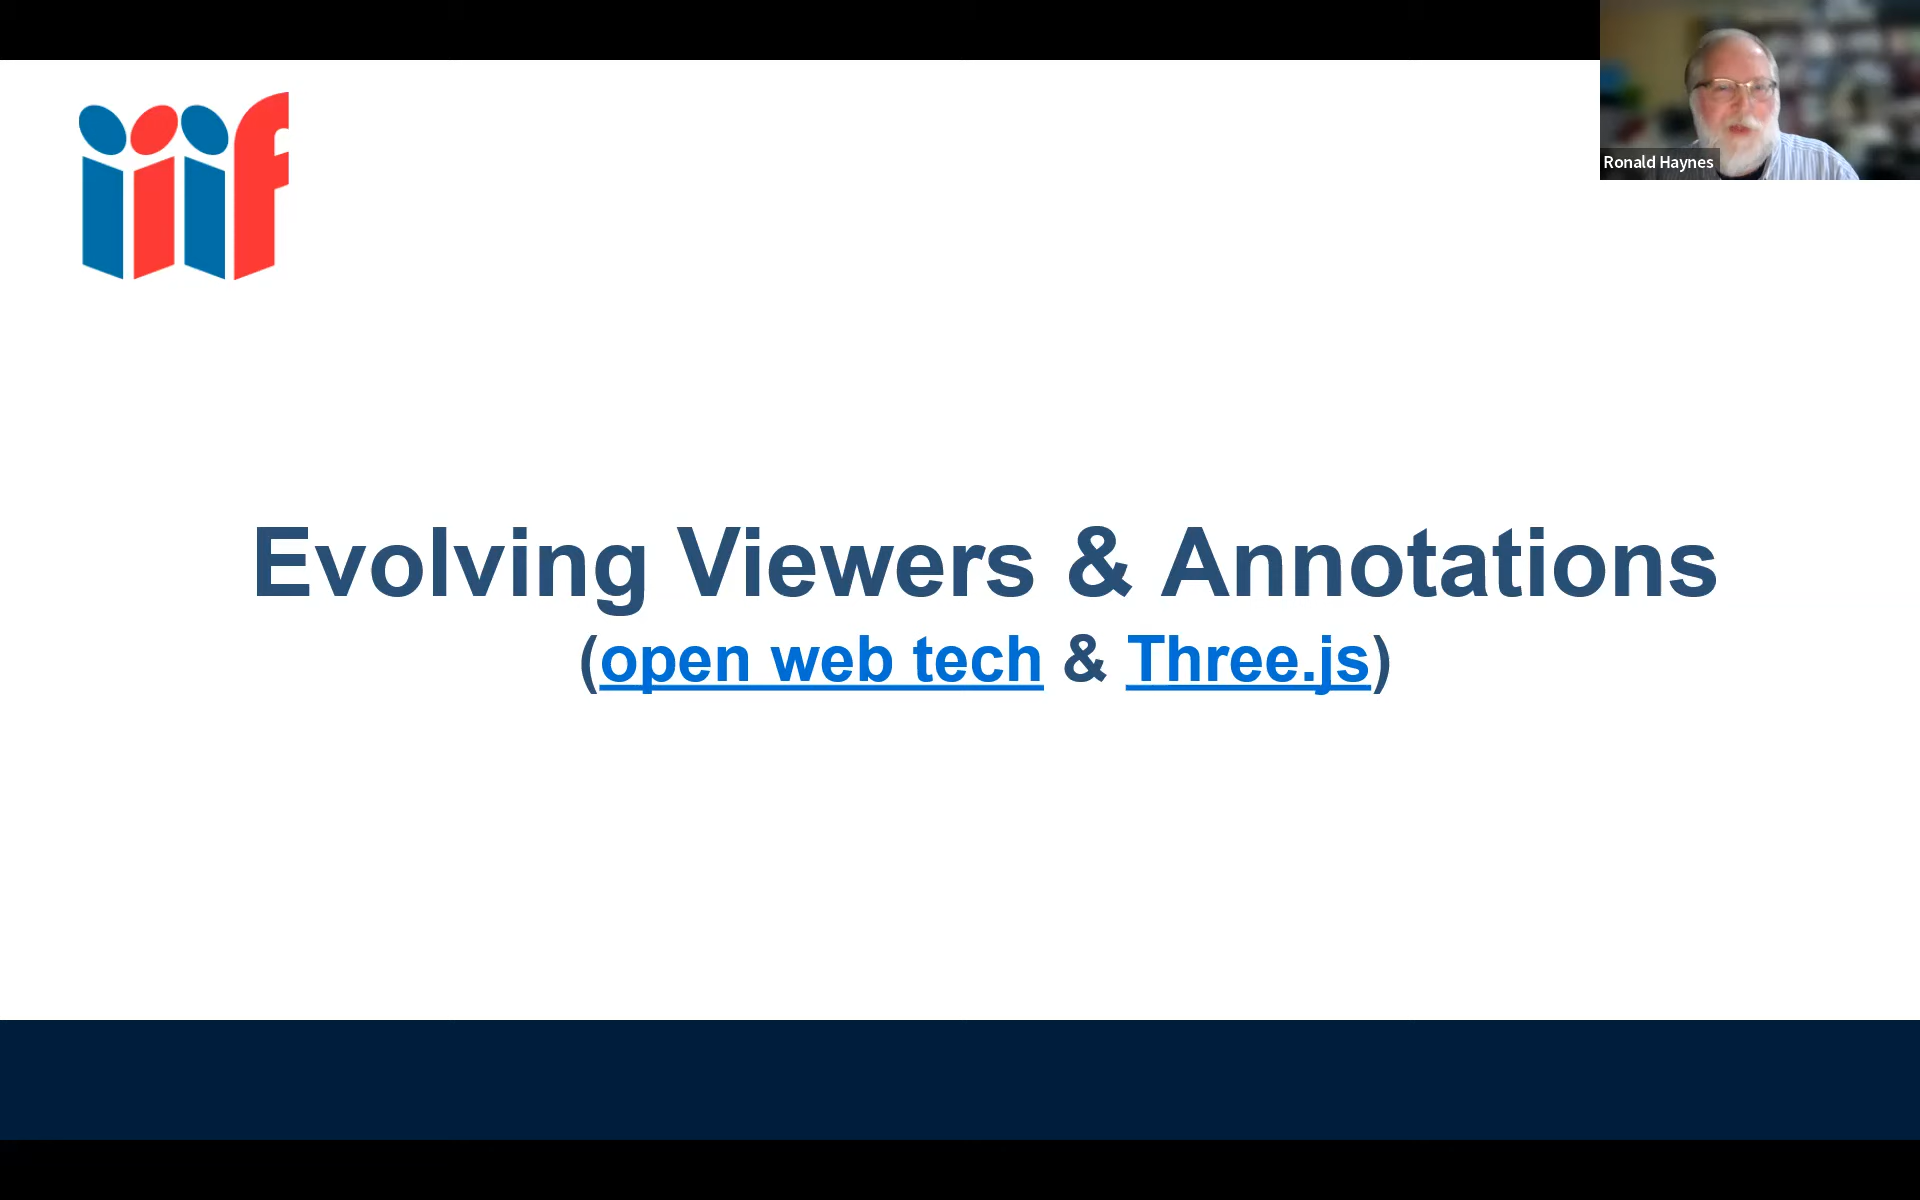 iiif
Ronald Haynes
Evolving Viewers & Annotations
(open web tech & Three.js)